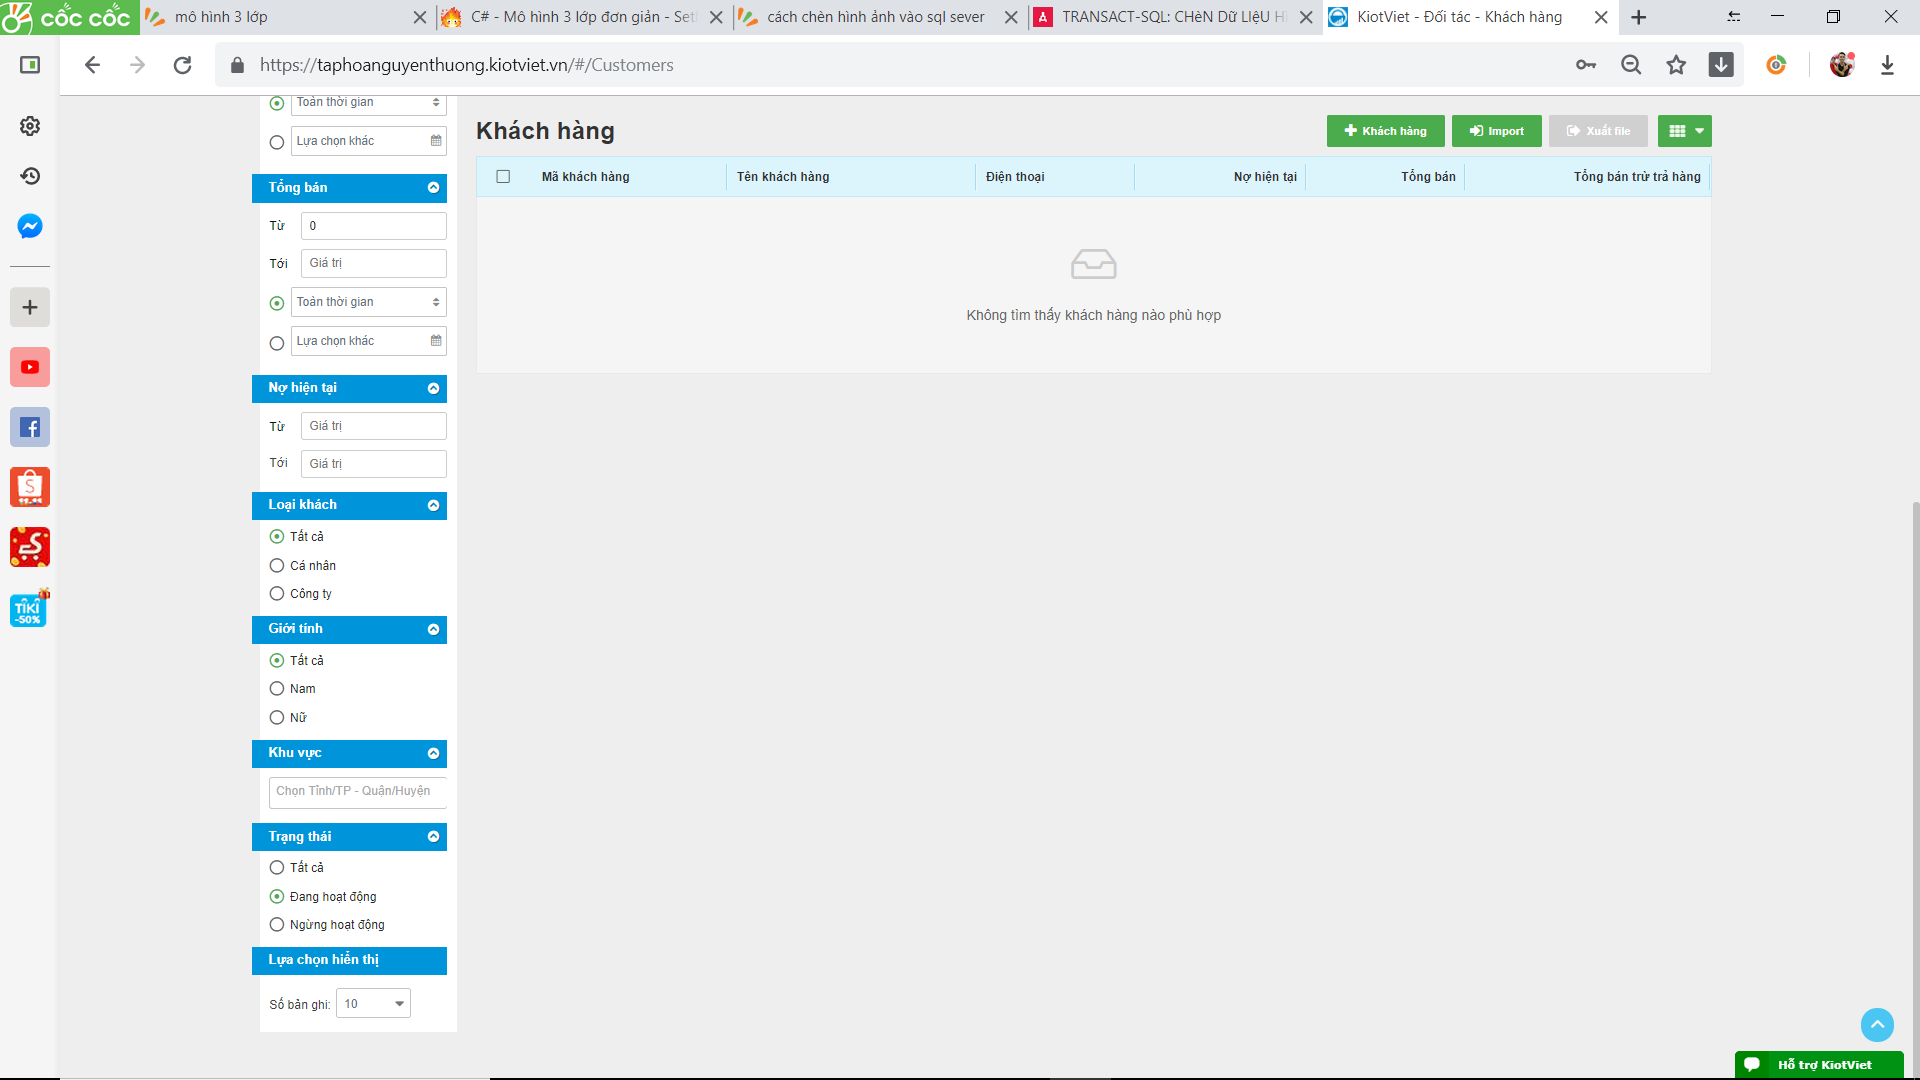 CỐC CỐC
mô hình 3 lớp
C# - Mô hình 3 lớp đơn giản - Set
cách chèn hình ảnh vào sql sever
TRANSACT-SQL: CHèN Dữ LIệU H
KiotViet - Đối tác - Khách hàng
https://taphoanguyenthuong.kiotviet.vn/#/Customers
Toàn thời gian
Lựa chọn khác
Khách hàng
Khách hàng
Import
Xuất file
Mã khách hàng
Tên khách hàng
Điện thoại
Nợ hiện tại
Tổng bán
Tổng bán trừ trả hàng
Không tìm thấy khách hàng nào phù hợp
Tổng bán
Từ
0
Tới
Giá trị
Toàn thời gian
Lựa chọn khác
Nợ hiện tại
Từ
Giá trị
Tới
Giá trị
Loại khách
Tất cả
Cá nhân
Công ty
Giới tính
Tất cả
Nam
Nữ
Khu vực
Chọn Tỉnh/TP - Quận/Huyện
Trạng thái
Tất cả
Đang hoạt động
Ngừng hoạt động
Lựa chọn hiển thị
Số bản ghi:
10
TIKI
-50%
Hỗ trợ KiotViet